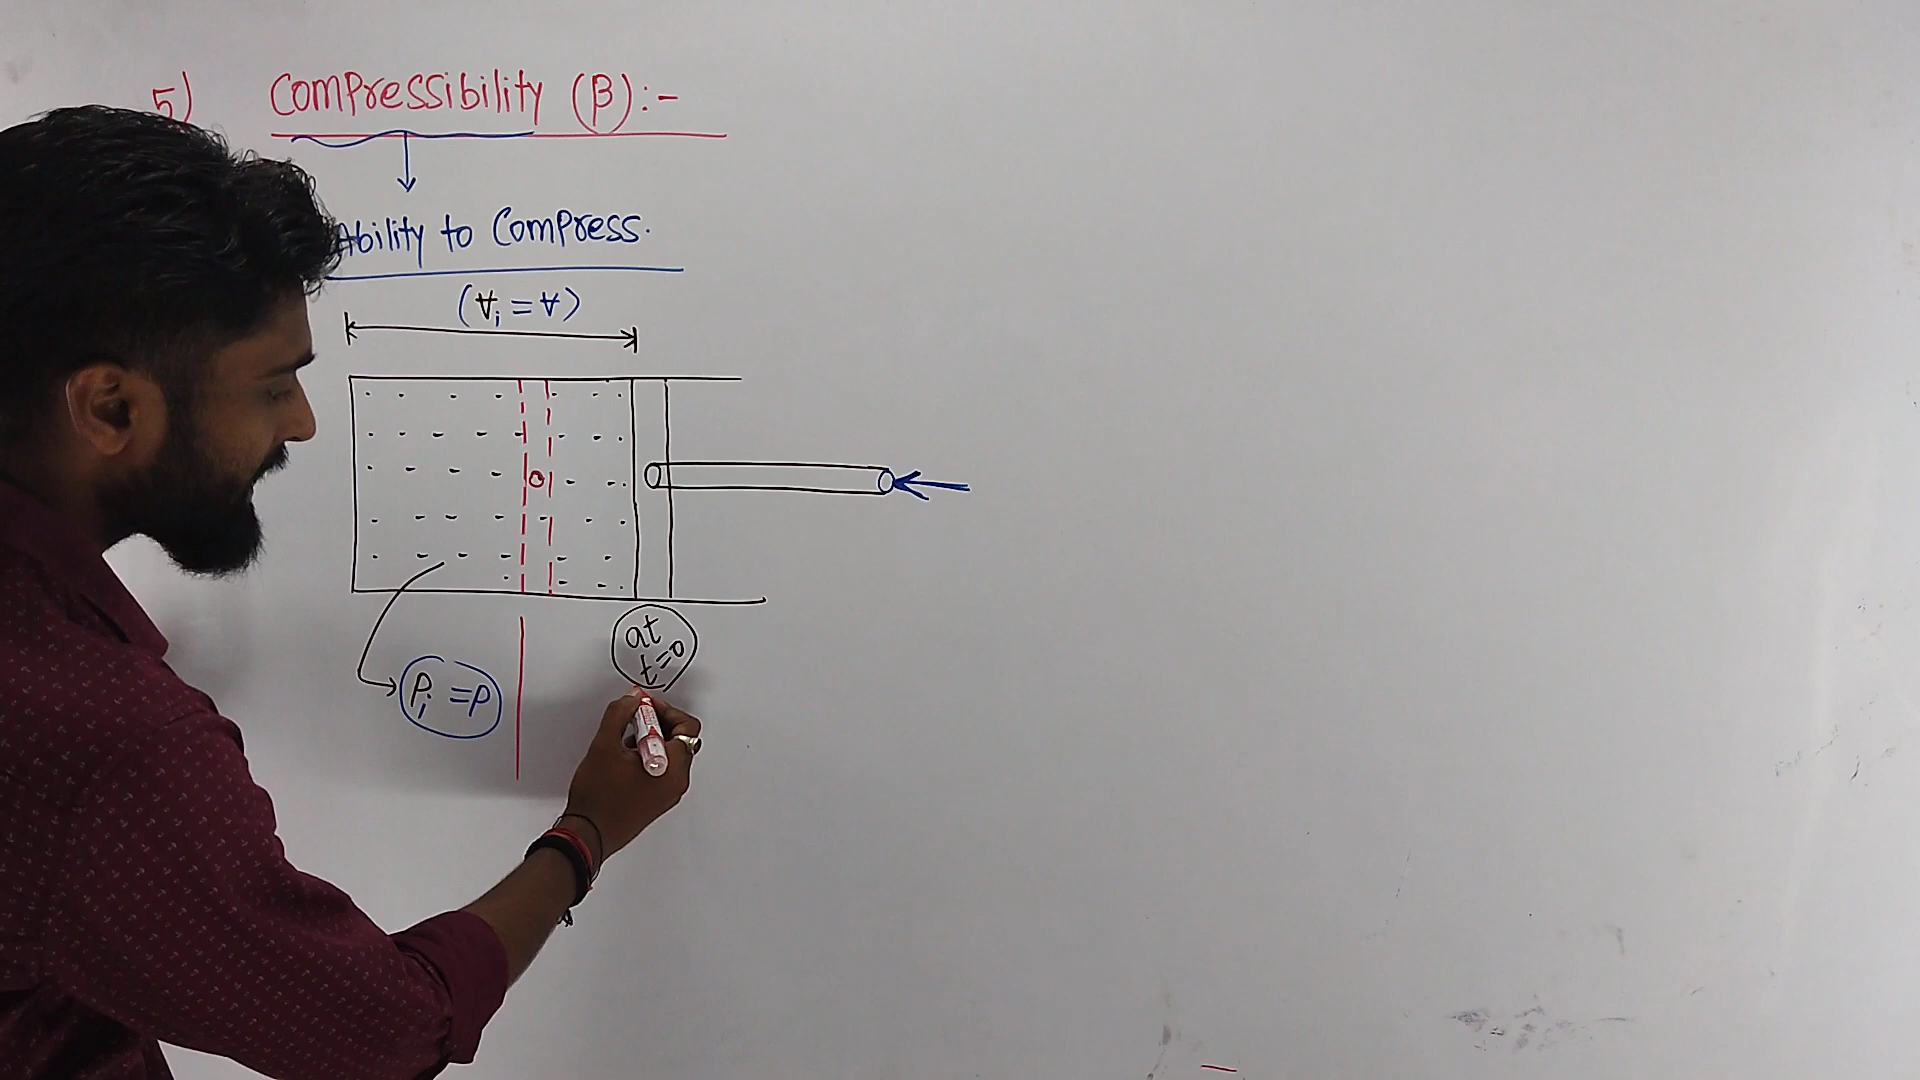 5) Compressibility (β):-
Ability to Compress.
(∀i = ∀)
at
t=0
Pi = P